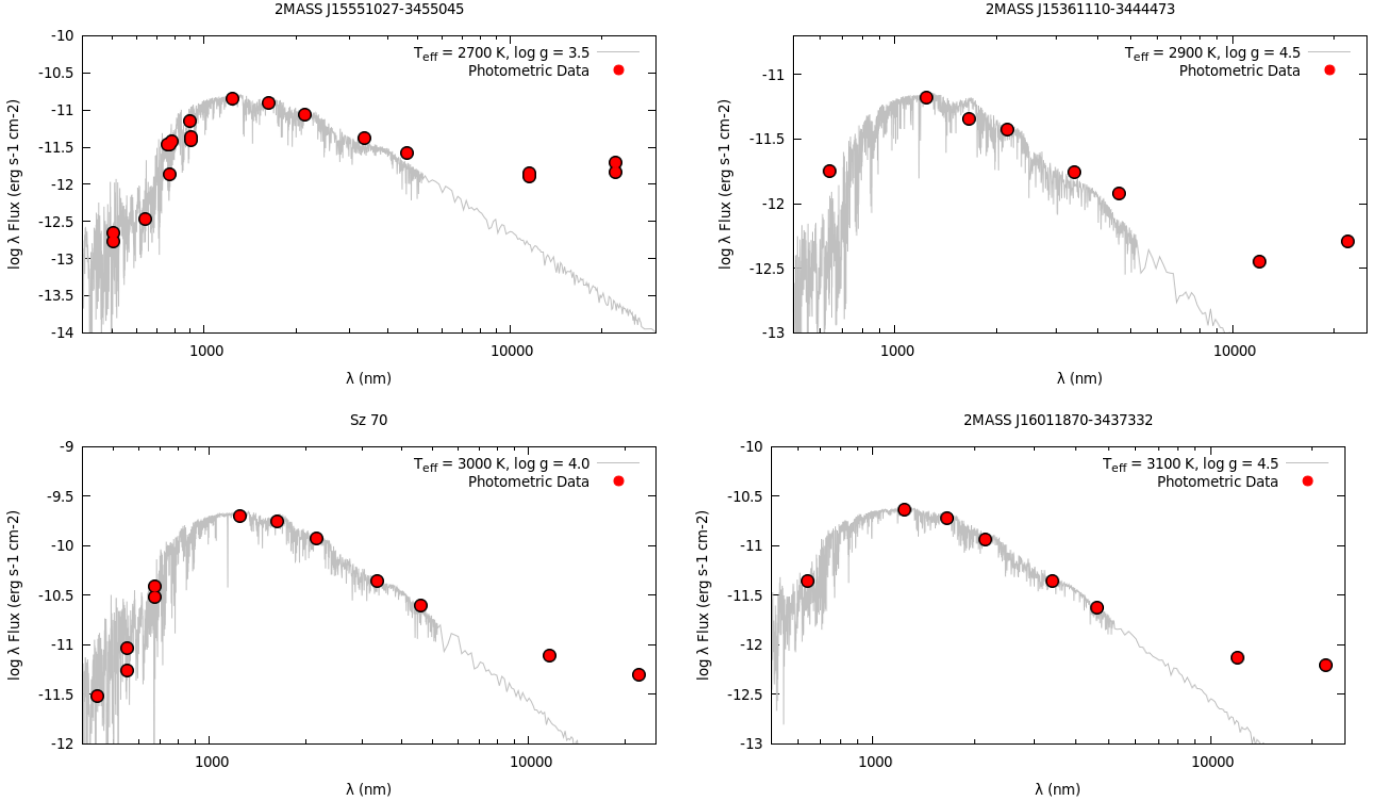 2MASS J15551027-3455045
-10
-10.5
-11
-11.5
-12
-12.5
-13
-13.5
-14
log λ Flux (erg s-1 cm-2)
Teff = 2700 K, log g = 3.5
Photometric Data
1000
10000
λ (nm)
2MASS J15361110-3444473
-11
-11.5
-12
-12.5
-13
log λ Flux (erg s-1 cm-2)
Teff = 2900 K, log g = 4.5
Photometric Data
1000
10000
λ (nm)
Sz 70
-9
-9.5
-10
-10.5
-11
-11.5
-12
log λ Flux (erg s-1 cm-2)
Teff = 3000 K, log g = 4.0
Photometric Data
1000
10000
λ (nm)
2MASS J16011870-3437332
-10
-10.5
-11
-11.5
-12
-12.5
-13
log λ Flux (erg s-1 cm-2)
Teff = 3100 K, log g = 4.5
Photometric Data
1000
10000
λ (nm)